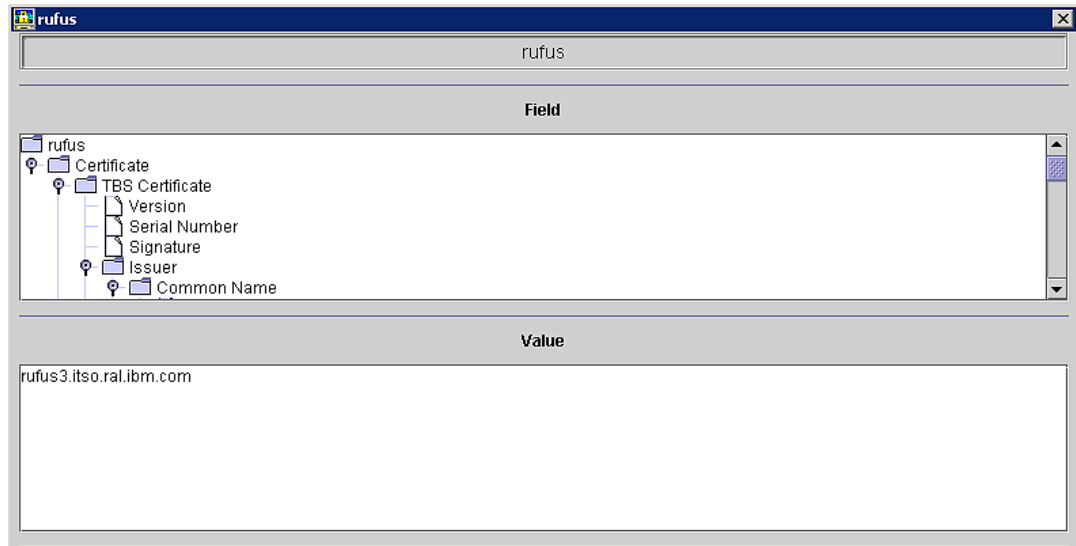 rufus
rufus
Field
rufus
Certificate
TBS Certificate
Version
Serial Number
Signature
Issuer
Common Name
Value
rufus3.itso.ral.ibm.com